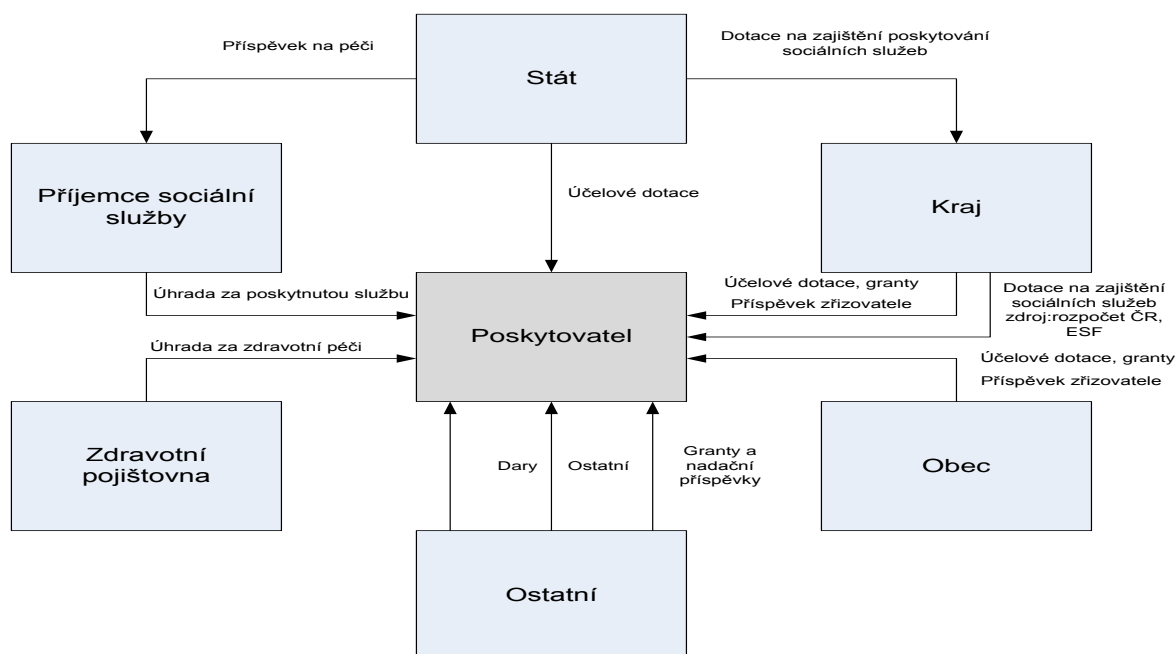 Příspěvek na péči
Dotace na zajištění poskytování
sociálních služeb
Stát
Příjemce sociální
služby
Účelové dotace
Kraj
Úhrada za poskytnutou službu
Účelové dotace, granty
Příspěvek zřizovatele
Dotace na zajištění
sociálních služeb
zdroj:rozpočet ČR,
ESF
Poskytovatel
Úhrada za zdravotní péči
Účelové dotace, granty
Příspěvek zřizovatele
Zdravotní
pojištovna
Dary
Ostatní
Granty a
nadační
příspěvky
Obec
Ostatní